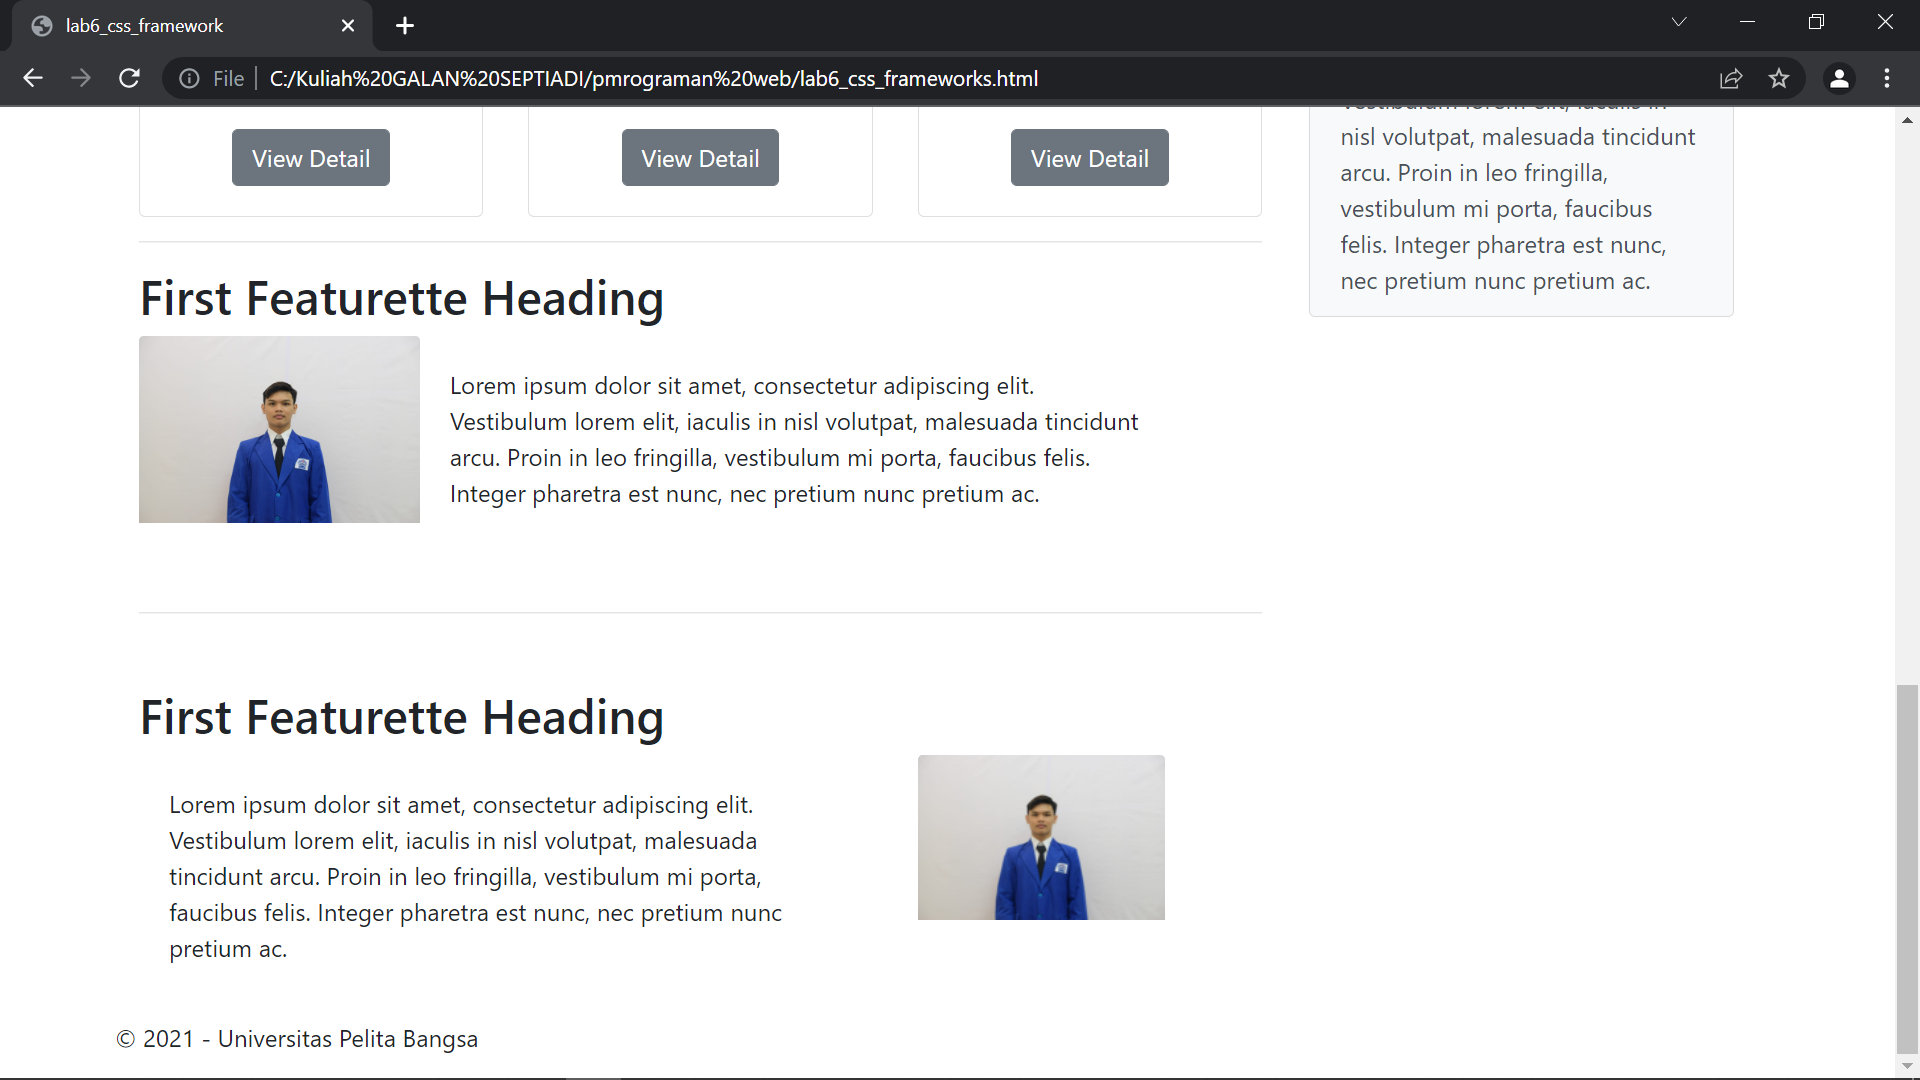 lab6_css_framework
File
C:/Kuliah%20GALAN%20SEPTIADI/pmrograman%20web/lab6_css_frameworks.html
View Detail
View Detail
View Detail
Vestibulum lorem elit, iaculis in
nisl volutpat, malesuada tincidunt
arcu. Proin in leo fringilla,
vestibulum mi porta, faucibus
felis. Integer pharetra est nunc,
nec pretium nunc pretium ac.
First Featurette Heading
Lorem ipsum dolor sit amet, consectetur adipiscing elit.
Vestibulum lorem elit, iaculis in nisl volutpat, malesuada tincidunt
arcu. Proin in leo fringilla, vestibulum mi porta, faucibus felis.
Integer pharetra est nunc, nec pretium nunc pretium ac.
First Featurette Heading
Lorem ipsum dolor sit amet, consectetur adipiscing elit.
Vestibulum lorem elit, iaculis in nisl volutpat, malesuada
tincidunt arcu. Proin in leo fringilla, vestibulum mi porta,
faucibus felis. Integer pharetra est nunc, nec pretium nunc
pretium ac.
© 2021 - Universitas Pelita Bangsa